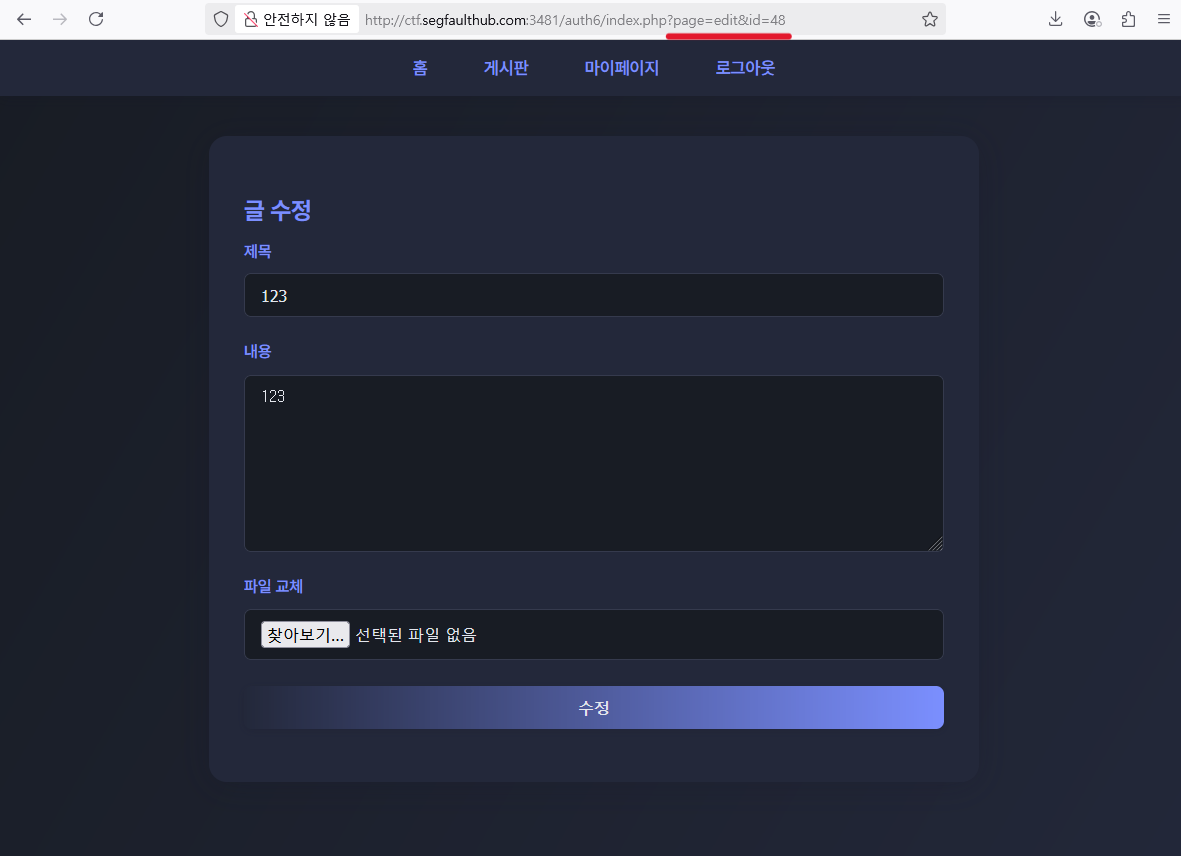 안전하지 않음 http://ctf.segfaulthub.com:3481/auth6/index.php?page=edit&id=48
홈 게시판 마이페이지 로그아웃
글 수정
제목
123
내용
123
파일 교체
찾아보기... 선택된 파일 없음
수정